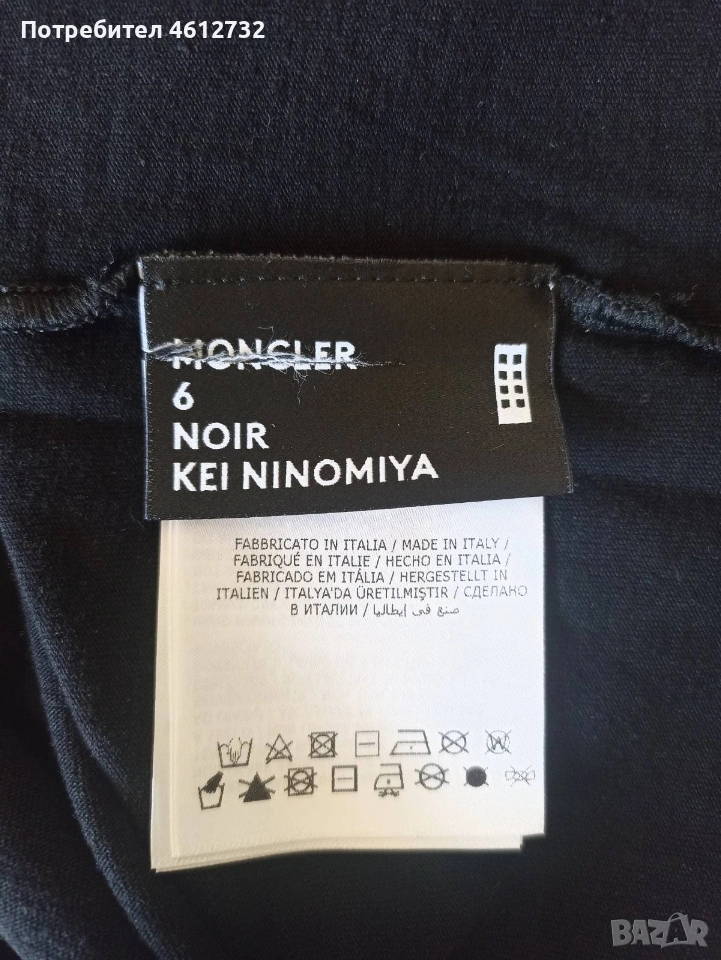 Потребител 4612732
MONCLER
6
NOIR
KEI NINOMIYA
FABBRICATO IN ITALIA / MADE IN ITALY /
FABRIQUÉ EN ITALIE / HECHO EN ITALIA /
FABRICADO EM ITÁLIA / HERGESTELLT IN
ITALIEN / ITALYA'DA ÜRETILMIŞTIR / СДЕЛАНО
В ИТАЛИИ / صنع في إيطاليا
BAZAR